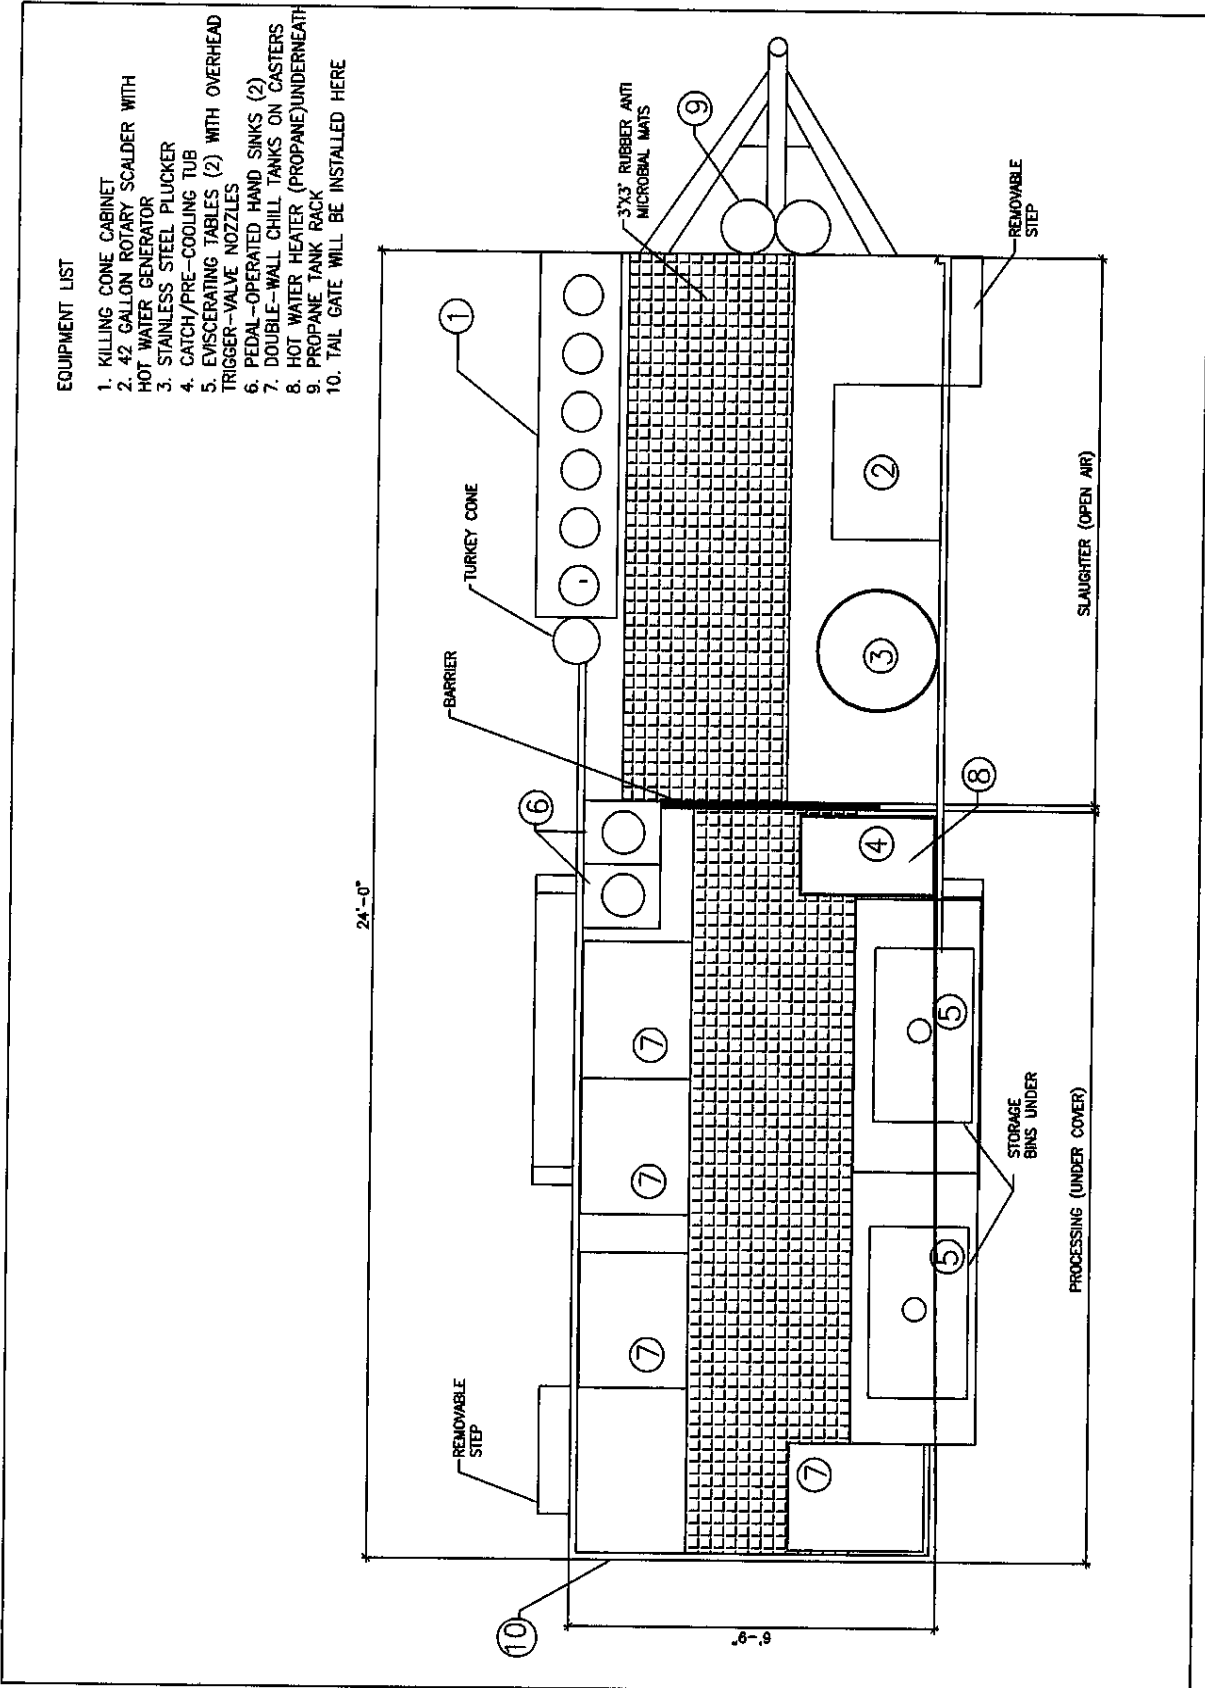 EQUIPMENT LIST
1. KILLING CONE CABINET
2. 42 GALLON ROTARY SCALDER WITH
HOT WATER GENERATOR
3. STAINLESS STEEL PLUCKER
4. CATCH/PRE-COOLING TUB
5. EVISCERATING TABLES (2) WITH OVERHEAD
TRIGGER-VALVE NOZZLES
6. PEDAL-OPERATED HAND SINKS (2)
7. DOUBLE-WALL CHILL TANKS ON CASTERS
8. HOT WATER HEATER (PROPANE)UNDERNEATH
9. PROPANE TANK RACK
10. TAIL GATE WILL BE INSTALLED HERE
24'-0"
REMOVABLE
STEP
6
BARRIER
TURKEY CONE
1
3'X3' RUBBER ANTI
MICROBIAL MATS
9
10
7
7
7
7
5
5
4
8
3
2
6'-9"
STORAGE
BINS UNDER
REMOVABLE
STEP
PROCESSING (UNDER COVER)
SLAUGHTER (OPEN AIR)